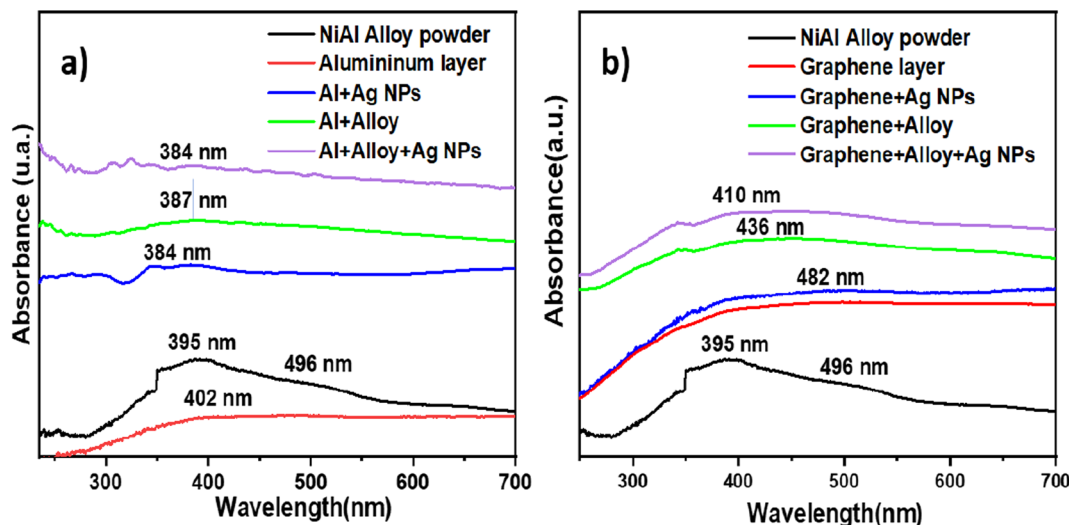 a)
NiAl Alloy powder
Alumininum layer
Al+Ag NPs
Al+Alloy
Al+Alloy+Ag NPs
384 nm
387 nm
384 nm
395 nm
496 nm
402 nm
Absorbance (u.a.)
300 400 500 600 700
Wavelength(nm)
b)
NiAl Alloy powder
Graphene layer
Graphene+Ag NPs
Graphene+Alloy
Graphene+Alloy+Ag NPs
410 nm
436 nm
482 nm
395 nm
496 nm
Absorbance(a.u.)
300 400 500 600 700
Wavelength(nm)